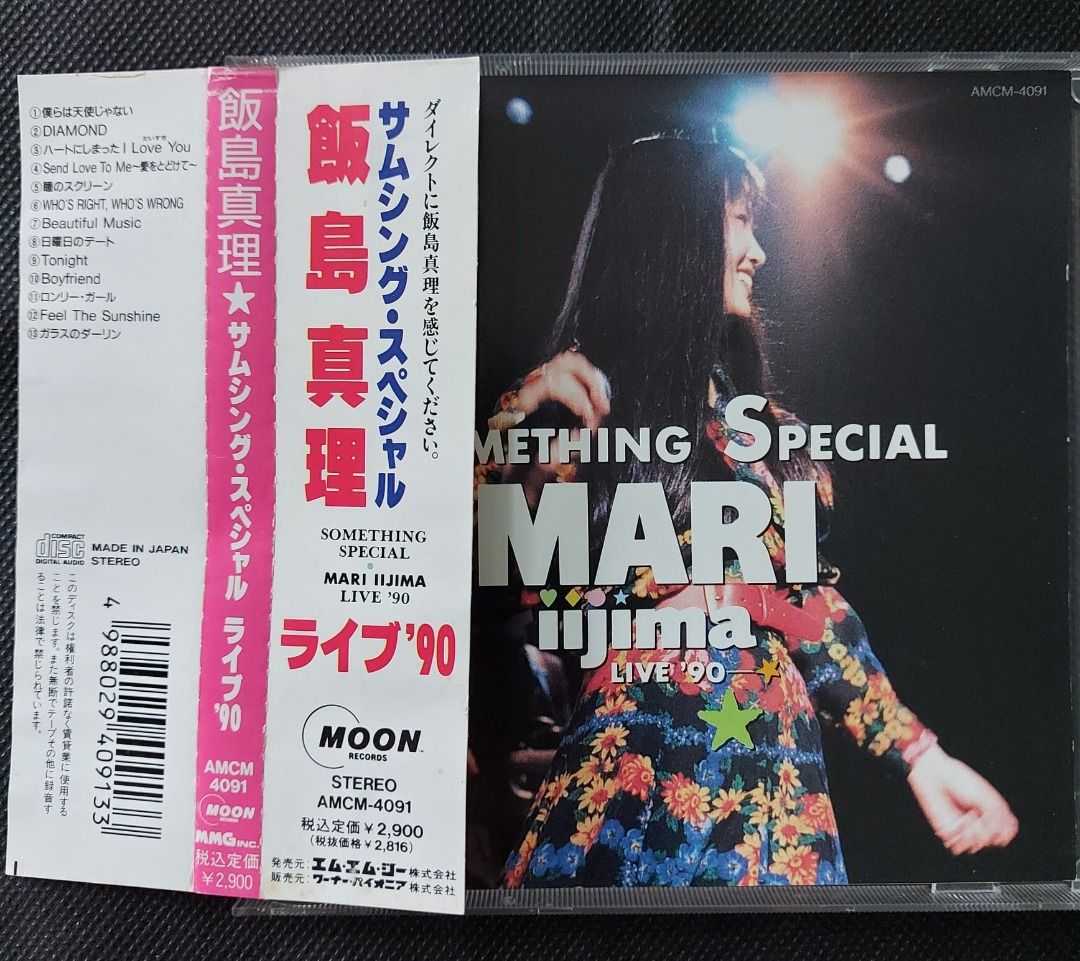 ①僕らは天使じゃない
②DIAMOND
だいすき
③ハートにしまった I Love You
④Send Love To Me～愛をとどけて～
⑤瞳のスクリーン
⑥WHO'S RIGHT, WHO'S WRONG
⑦Beautiful Music
⑧日曜日のデート
⑨Tonight
⑩Boyfriend
⑪ロンリー・ガール
⑫Feel The Sunshine
⑬ガラスのダーリン
COMPACT
disc
DIGITAL AUDIO
MADE IN JAPAN
STEREO
このディスクは権利者の許諾なく賃貸業に使用する
ことを禁じます。また無断でテープその他に録音す
ることは法律で禁じられています。
4 988029 409133
飯島真理★サムシング・スペシャル ライブ'90
AMCM
4091
MOON
RECORDS
MMG INC.
税込定価
￥2,900
ダイレクトに飯島真理を感じてください。
サムシング・スペシャル
飯島真理
SOMETHING
SPECIAL
MARI IIJIMA
LIVE '90
ライブ'90
MOON
RECORDS
STEREO
AMCM-4091
税込定価￥2,900
(税抜価格￥2,816)
発売元:エム・エム・ジー株式会社
販売元:ワーナー・パイオニア株式会社
AMCM-4091
METHING SPECIAL
MARI
iijima
LIVE '90